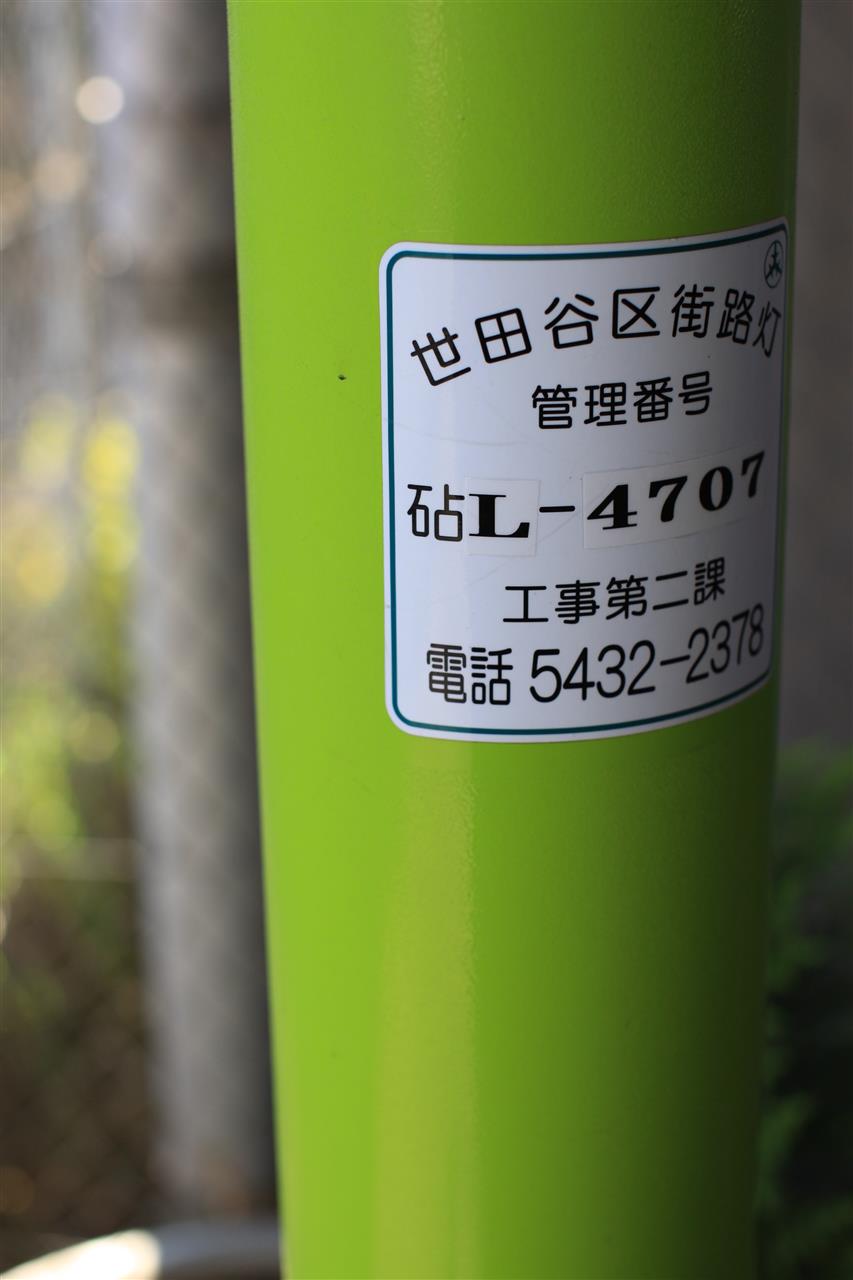 世田谷区街路灯
管理番号
砧L-4707
工事第二課
電話 5432-2378